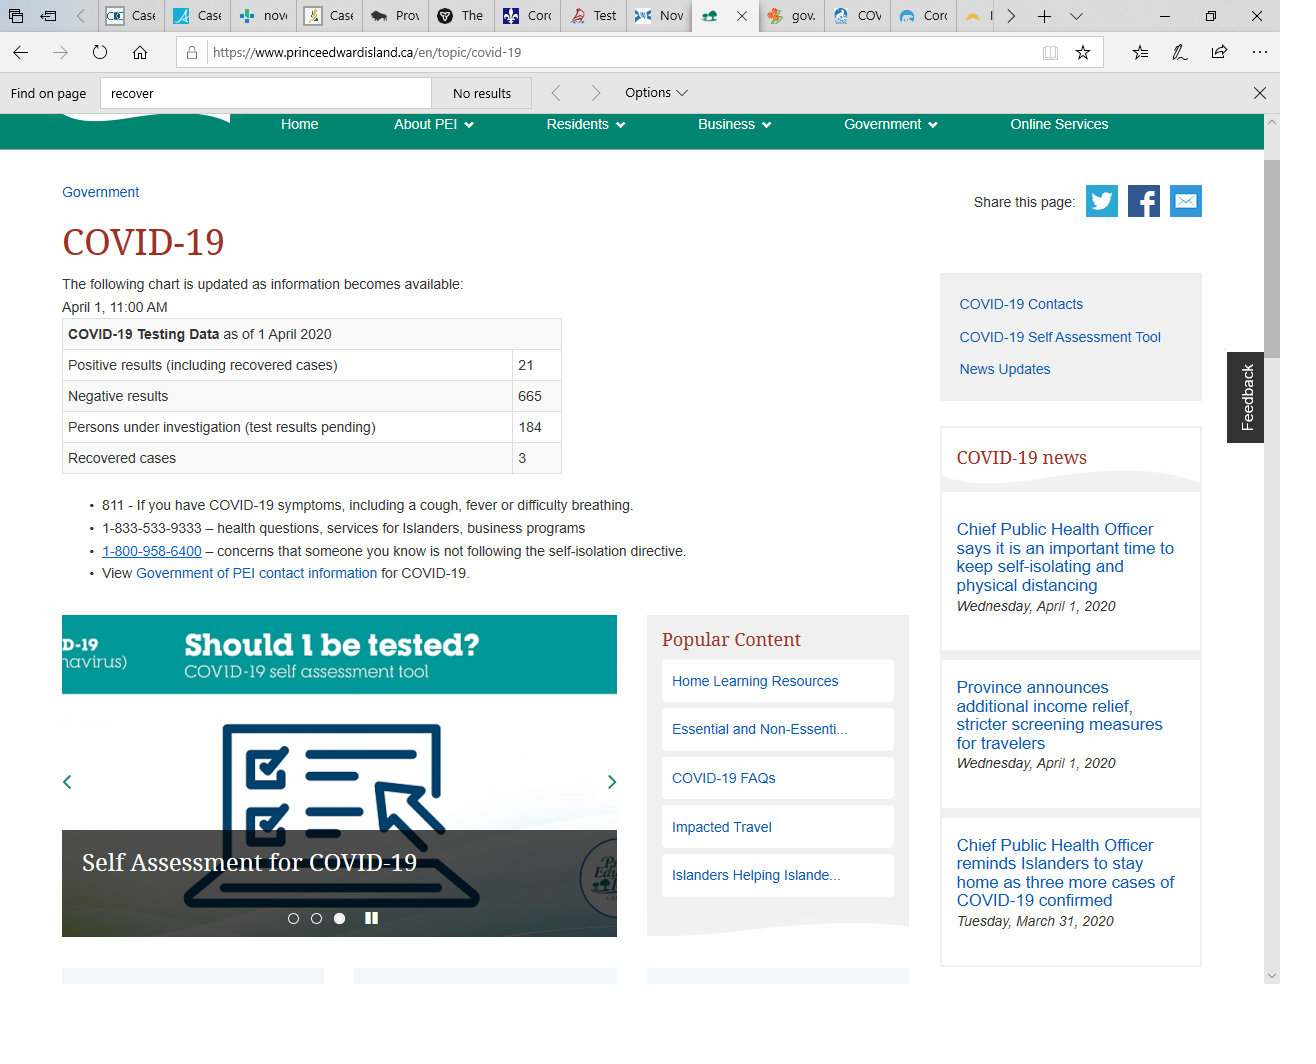 Case
Case
nov
Case
Prov
The
Corc
Test
Nov
gov.
COV
Corc
https://www.princeedwardisland.ca/en/topic/covid-19
Find on page
recover
No results
Options
Home
About PEI
Residents
Business
Government
Online Services
Government
Share this page:
COVID-19
The following chart is updated as information becomes available:
April 1, 11:00 AM
COVID-19 Testing Data as of 1 April 2020
Positive results (including recovered cases) 21
Negative results 665
Persons under investigation (test results pending) 184
Recovered cases 3
• 811 - If you have COVID-19 symptoms, including a cough, fever or difficulty breathing.
• 1-833-533-9333 – health questions, services for Islanders, business programs
• 1-800-958-6400 – concerns that someone you know is not following the self-isolation directive.
• View Government of PEI contact information for COVID-19.
D-19
navirus)
Should I be tested?
COVID-19 self assessment tool
Self Assessment for COVID-19
Popular Content
Home Learning Resources
Essential and Non-Essenti...
COVID-19 FAQs
Impacted Travel
Islanders Helping Islande...
COVID-19 Contacts
COVID-19 Self Assessment Tool
News Updates
Feedback
COVID-19 news
Chief Public Health Officer
says it is an important time to
keep self-isolating and
physical distancing
Wednesday, April 1, 2020
Province announces
additional income relief,
stricter screening measures
for travelers
Wednesday, April 1, 2020
Chief Public Health Officer
reminds Islanders to stay
home as three more cases of
COVID-19 confirmed
Tuesday, March 31, 2020